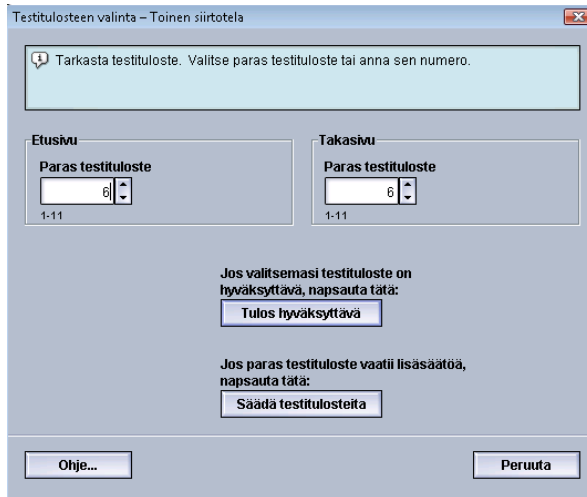 Testitulosteen valinta – Toinen siirtotela
Tarkasta testituloste. Valitse paras testituloste tai anna sen numero.
Etusivu
Paras testituloste
6
1-11
Takasivu
Paras testituloste
6
1-11
Jos valitsemasi testituloste on
hyväksyttävä, napsauta tätä:
Tulos hyväksyttävä
Jos paras testituloste vaatii lisäsäätöä,
napsauta tätä:
Säädä testitulosteita
Ohje...
Peruuta